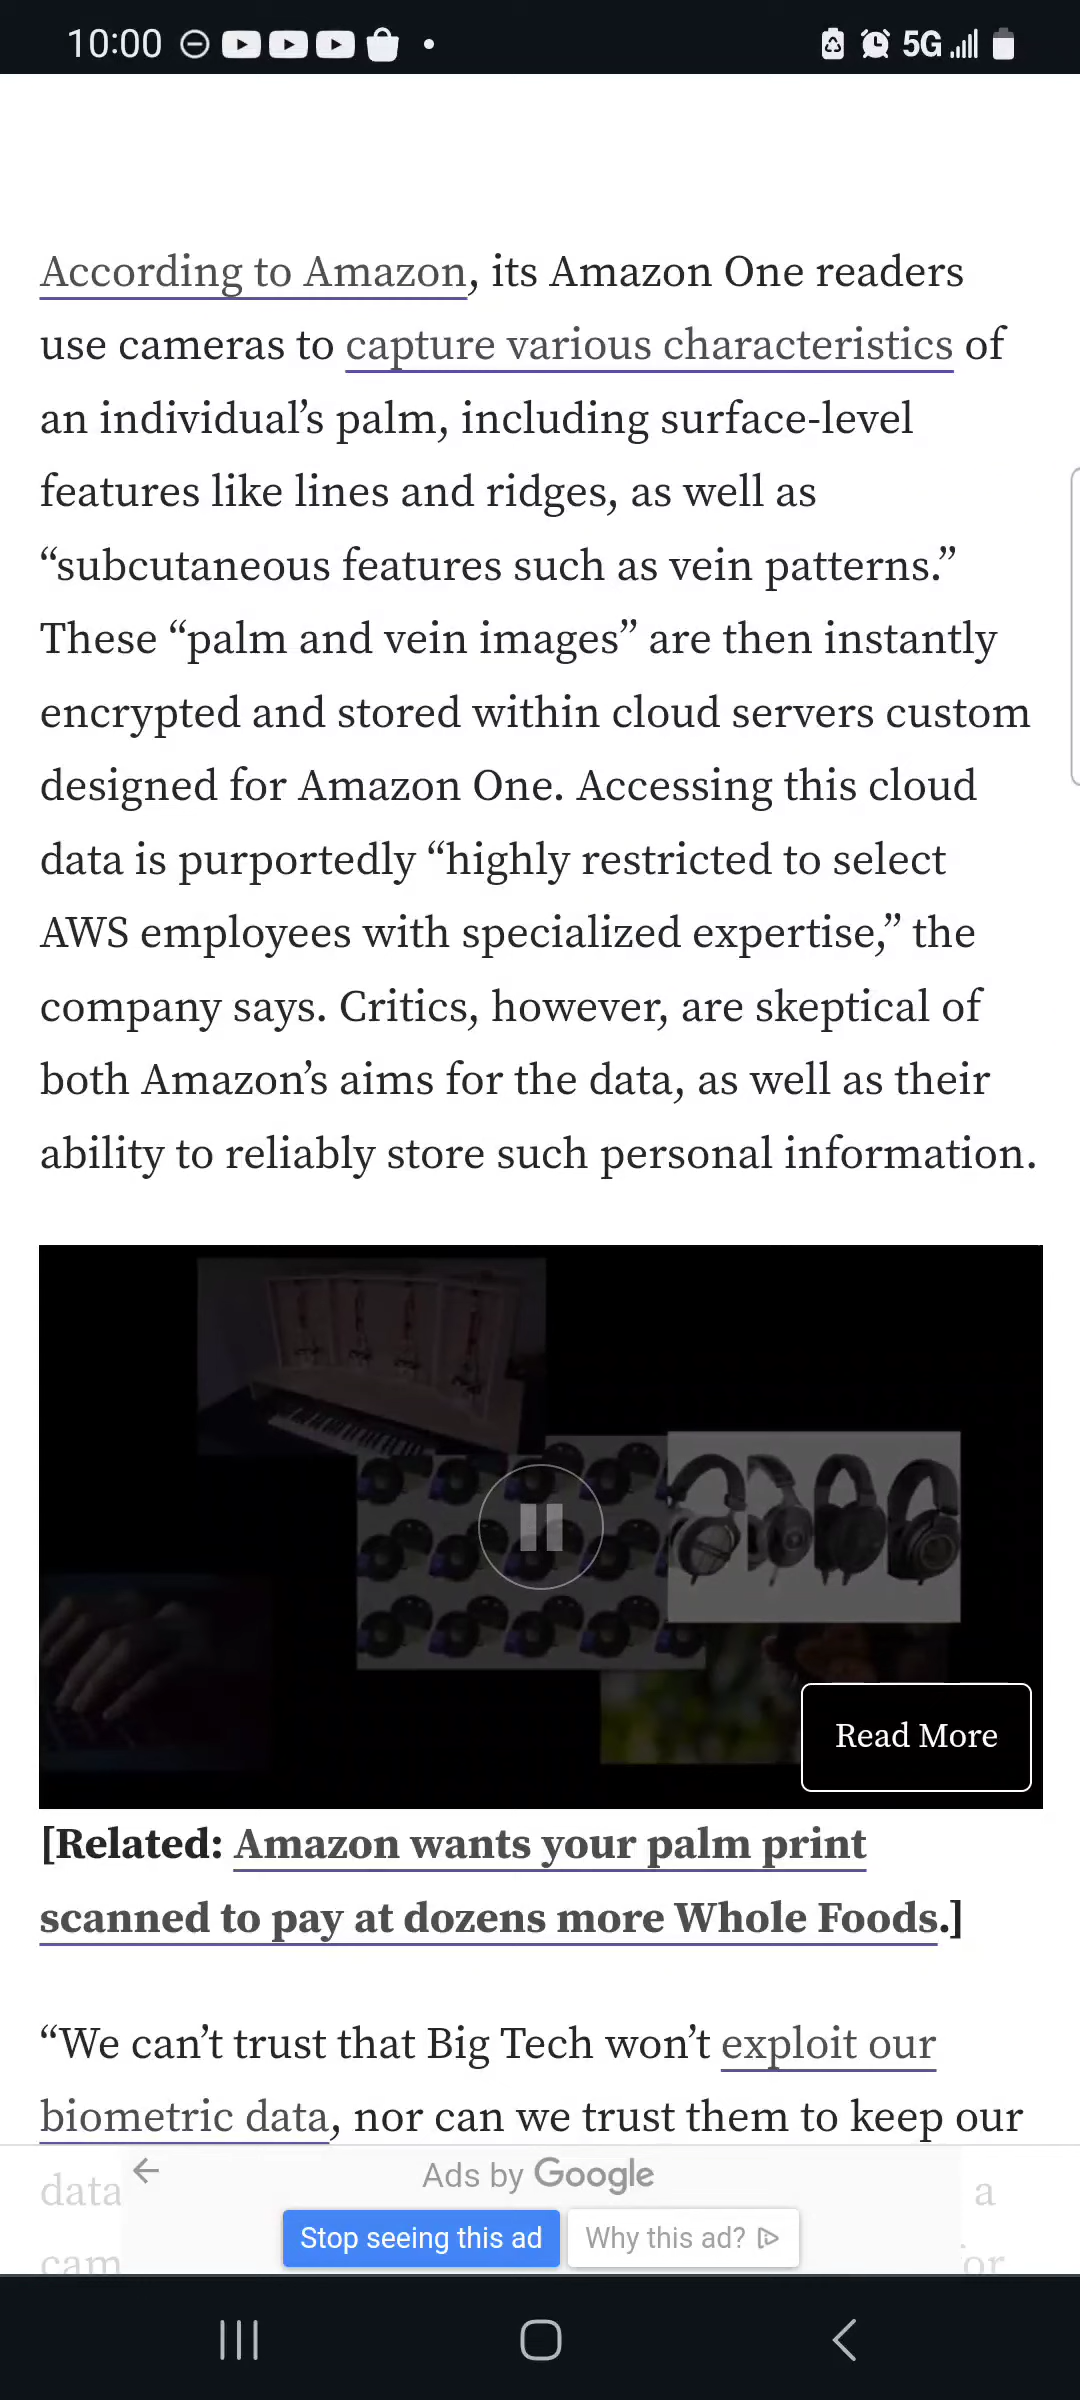 10:00
5G
According to Amazon, its Amazon One readers
use cameras to capture various characteristics of
an individual’s palm, including surface-level
features like lines and ridges, as well as
“subcutaneous features such as vein patterns.”
These “palm and vein images” are then instantly
encrypted and stored within cloud servers custom
designed for Amazon One. Accessing this cloud
data is purportedly “highly restricted to select
AWS employees with specialized expertise,” the
company says. Critics, however, are skeptical of
both Amazon’s aims for the data, as well as their
ability to reliably store such personal information.
Read More
[Related: Amazon wants your palm print
scanned to pay at dozens more Whole Foods.]
“We can’t trust that Big Tech won’t exploit our
biometric data, nor can we trust them to keep our
data a
Ads by Google
Stop seeing this ad Why this ad?